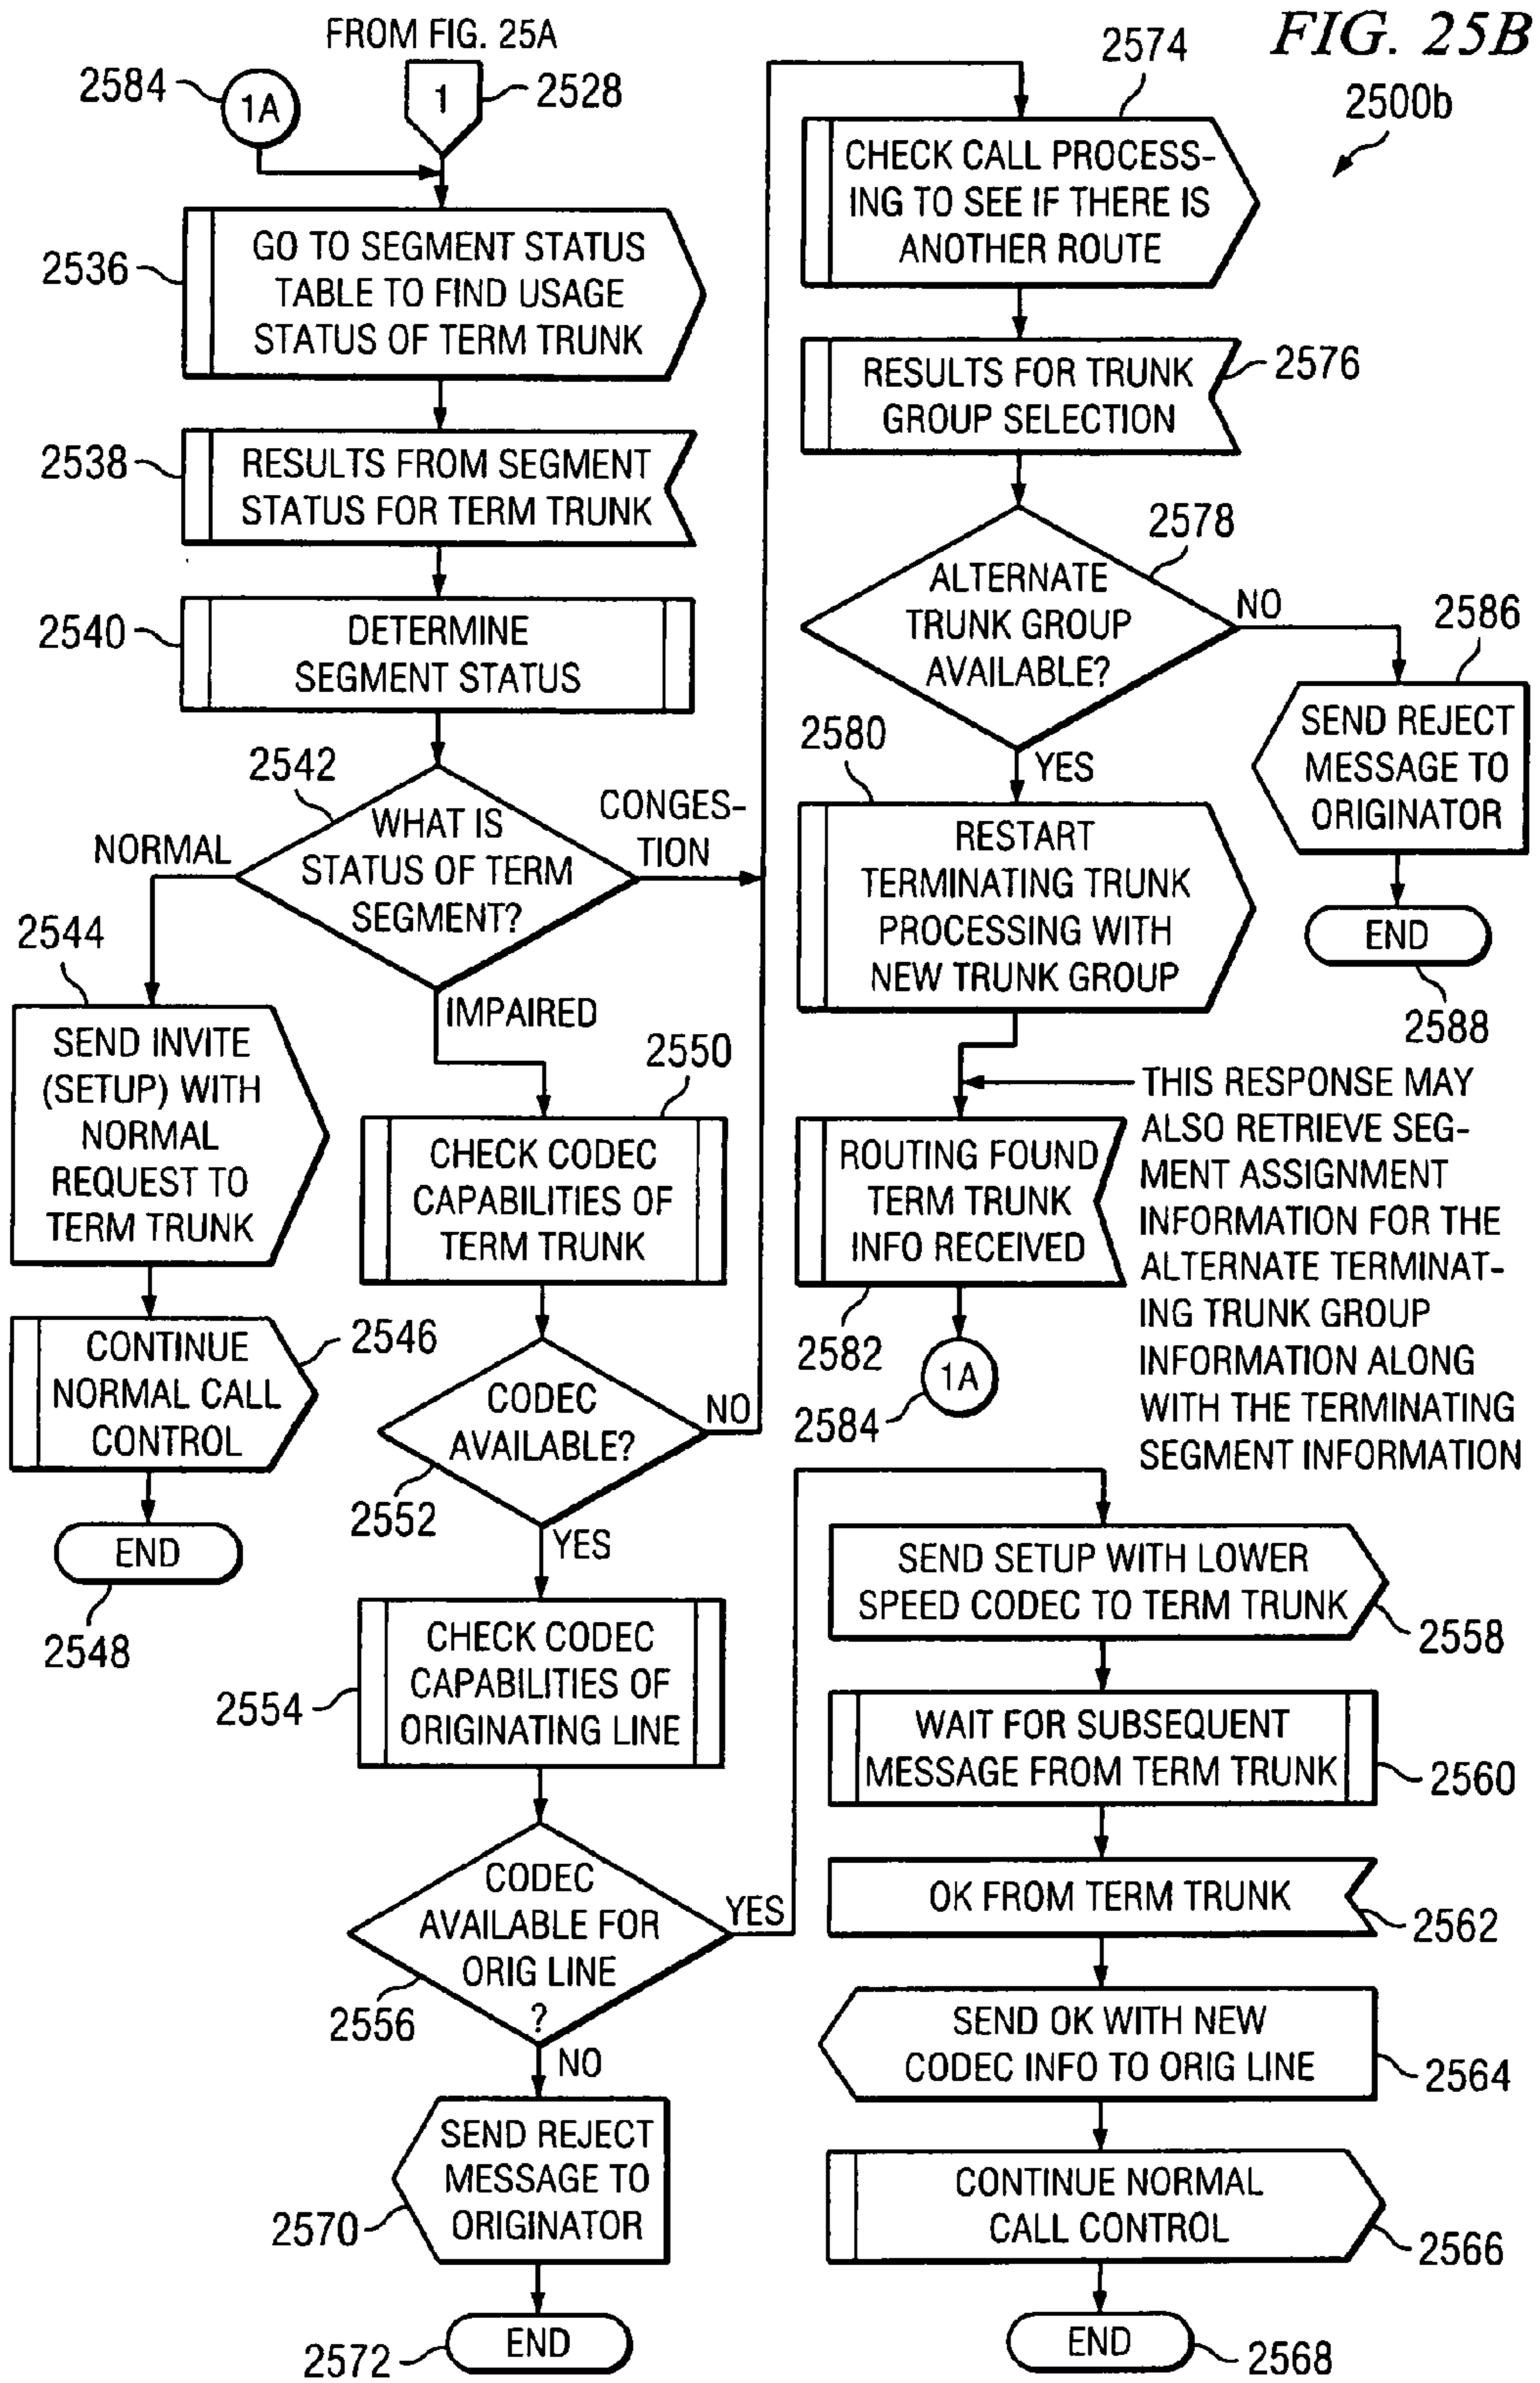 FIG. 25B
2500b
FROM FIG. 25A
2584
1A
1
2528
2536
GO TO SEGMENT STATUS
TABLE TO FIND USAGE
STATUS OF TERM TRUNK
2538
RESULTS FROM SEGMENT
STATUS FOR TERM TRUNK
2540
DETERMINE
SEGMENT STATUS
2542
WHAT IS
STATUS OF TERM
SEGMENT?
NORMAL
CONGES-
TION
IMPAIRED
2544
SEND INVITE
(SETUP) WITH
NORMAL
REQUEST TO
TERM TRUNK
CONTINUE
NORMAL CALL
CONTROL
2546
END
2548
2550
CHECK CODEC
CAPABILITIES OF
TERM TRUNK
CODEC
AVAILABLE?
NO
2552
YES
CHECK CODEC
CAPABILITIES OF
ORIGINATING LINE
2554
CODEC
AVAILABLE FOR
ORIG LINE
?
YES
2556
NO
SEND REJECT
MESSAGE TO
ORIGINATOR
2570
END
2572
2574
CHECK CALL PROCESS-
ING TO SEE IF THERE IS
ANOTHER ROUTE
RESULTS FOR TRUNK
GROUP SELECTION
2576
2578
ALTERNATE
TRUNK GROUP
AVAILABLE?
NO
2586
SEND REJECT
MESSAGE TO
ORIGINATOR
END
2588
YES
2580
RESTART
TERMINATING TRUNK
PROCESSING WITH
NEW TRUNK GROUP
THIS RESPONSE MAY
ALSO RETRIEVE SEG-
MENT ASSIGNMENT
INFORMATION FOR THE
ALTERNATE TERMINAT-
ING TRUNK GROUP
INFORMATION ALONG
WITH THE TERMINATING
SEGMENT INFORMATION
ROUTING FOUND
TERM TRUNK
INFO RECEIVED
2582
1A
2584
SEND SETUP WITH LOWER
SPEED CODEC TO TERM TRUNK
2558
WAIT FOR SUBSEQUENT
MESSAGE FROM TERM TRUNK
2560
OK FROM TERM TRUNK
2562
SEND OK WITH NEW
CODEC INFO TO ORIG LINE
2564
CONTINUE NORMAL
CALL CONTROL
2566
END
2568